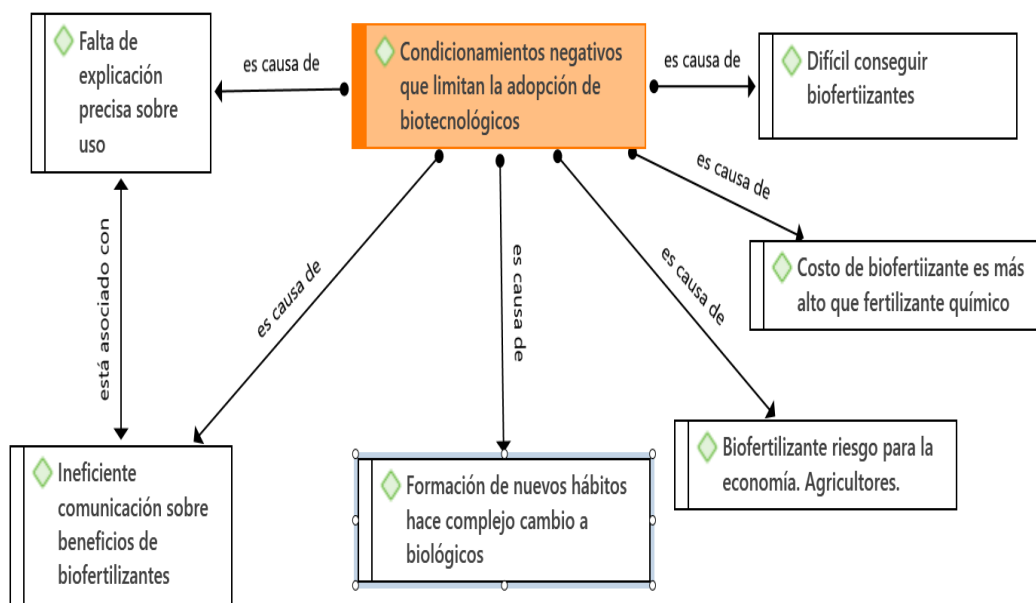 Falta de
explicación
precisa sobre
uso
es causa de
Condicionamientos negativos
que limitan la adopción de
biotecnológicos
es causa de
Difícil conseguir
biofertiizantes
es causa de
Costo de biofertiizante es más
alto que fertilizante químico
está asociado con
es causa de
es causa de
es causa de
Ineficiente
comunicación sobre
beneficios de
biofertilizantes
Formación de nuevos hábitos
hace complejo cambio a
biológicos
Biofertilizante riesgo para la
economía. Agricultores.